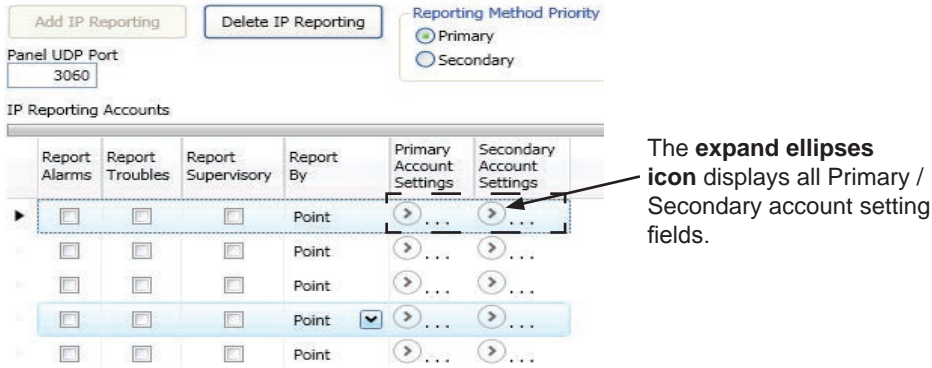 Add IP Reporting
Delete IP Reporting
Reporting Method Priority
Primary
Secondary
Panel UDP Port
3060
IP Reporting Accounts
Report Alarms
Report Troubles
Report Supervisory
Report By
Primary Account Settings
Secondary Account Settings
Point ... ...
Point ... ...
Point ... ...
Point ... ...
Point ... ...
The expand ellipses
icon displays all Primary /
Secondary account setting
fields.